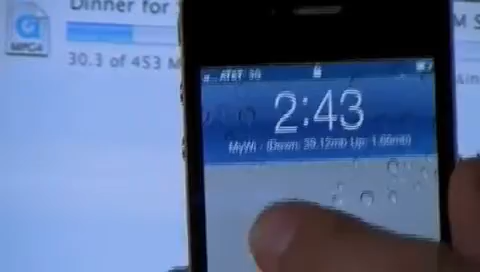 Dinner for
MPG4
30.3 of 453 M
M S
AT&T 3G
2:43
MyWi - (Down: 39.12mb Up: 1.66mb)